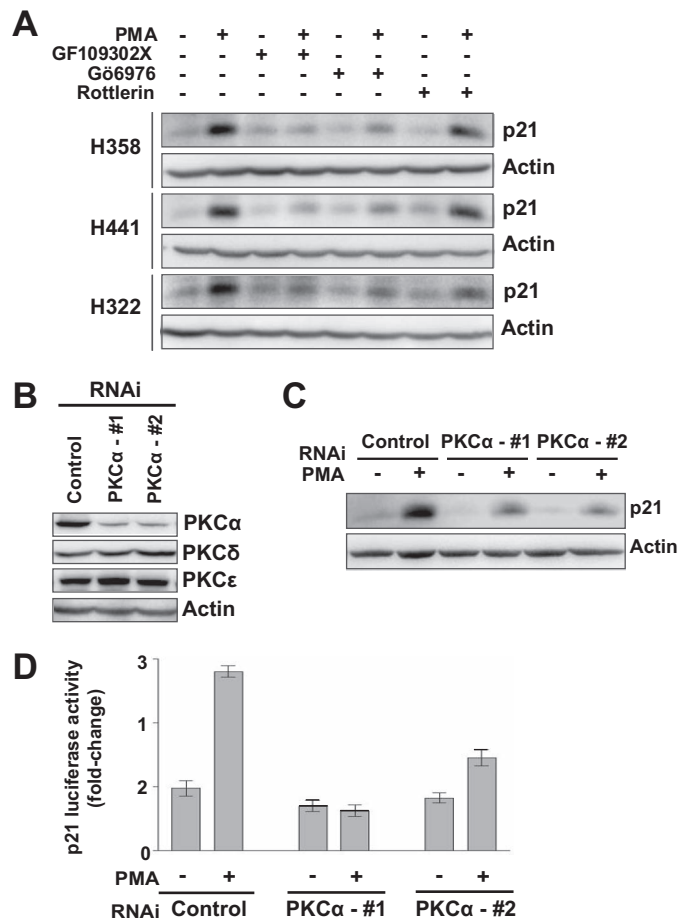 A
PMA - + - + - + - +
GF109302X - - + + - - - -
Gö6976 - - - - + + - -
Rottlerin - - - - - - + +
H358
p21
Actin
H441
p21
Actin
H322
p21
Actin
B
RNAi
Control
PKCα - #1
PKCα - #2
PKCα
PKCδ
PKCε
Actin
C
RNAi Control PKCα - #1 PKCα - #2
PMA - + - + - +
p21
Actin
D
p21 luciferase activity
(fold-change)
3
1
2
0
PMA - + - + - +
RNAi Control PKCα - #1 PKCα - #2